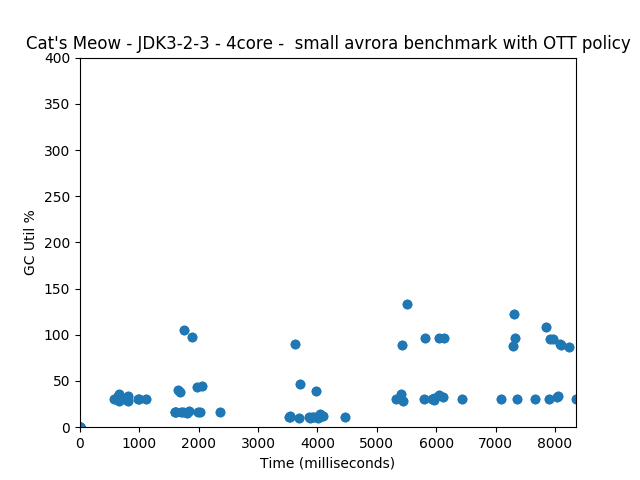 Cat's Meow - JDK3-2-3 - 4core -  small avrora benchmark with OTT policy
400
350
300
250
200
150
100
50
0
GC Util %
0 1000 2000 3000 4000 5000 6000 7000 8000
Time (milliseconds)